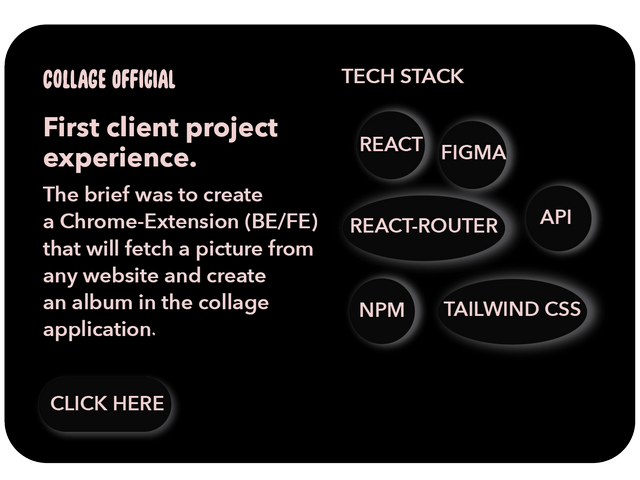 COLLAGE OFFICIAL
First client project
experience.
The brief was to create
a Chrome-Extension (BE/FE)
that will fetch a picture from
any website and create
an album in the collage
application.
CLICK HERE
TECH STACK
REACT
FIGMA
REACT-ROUTER
API
NPM
TAILWIND CSS